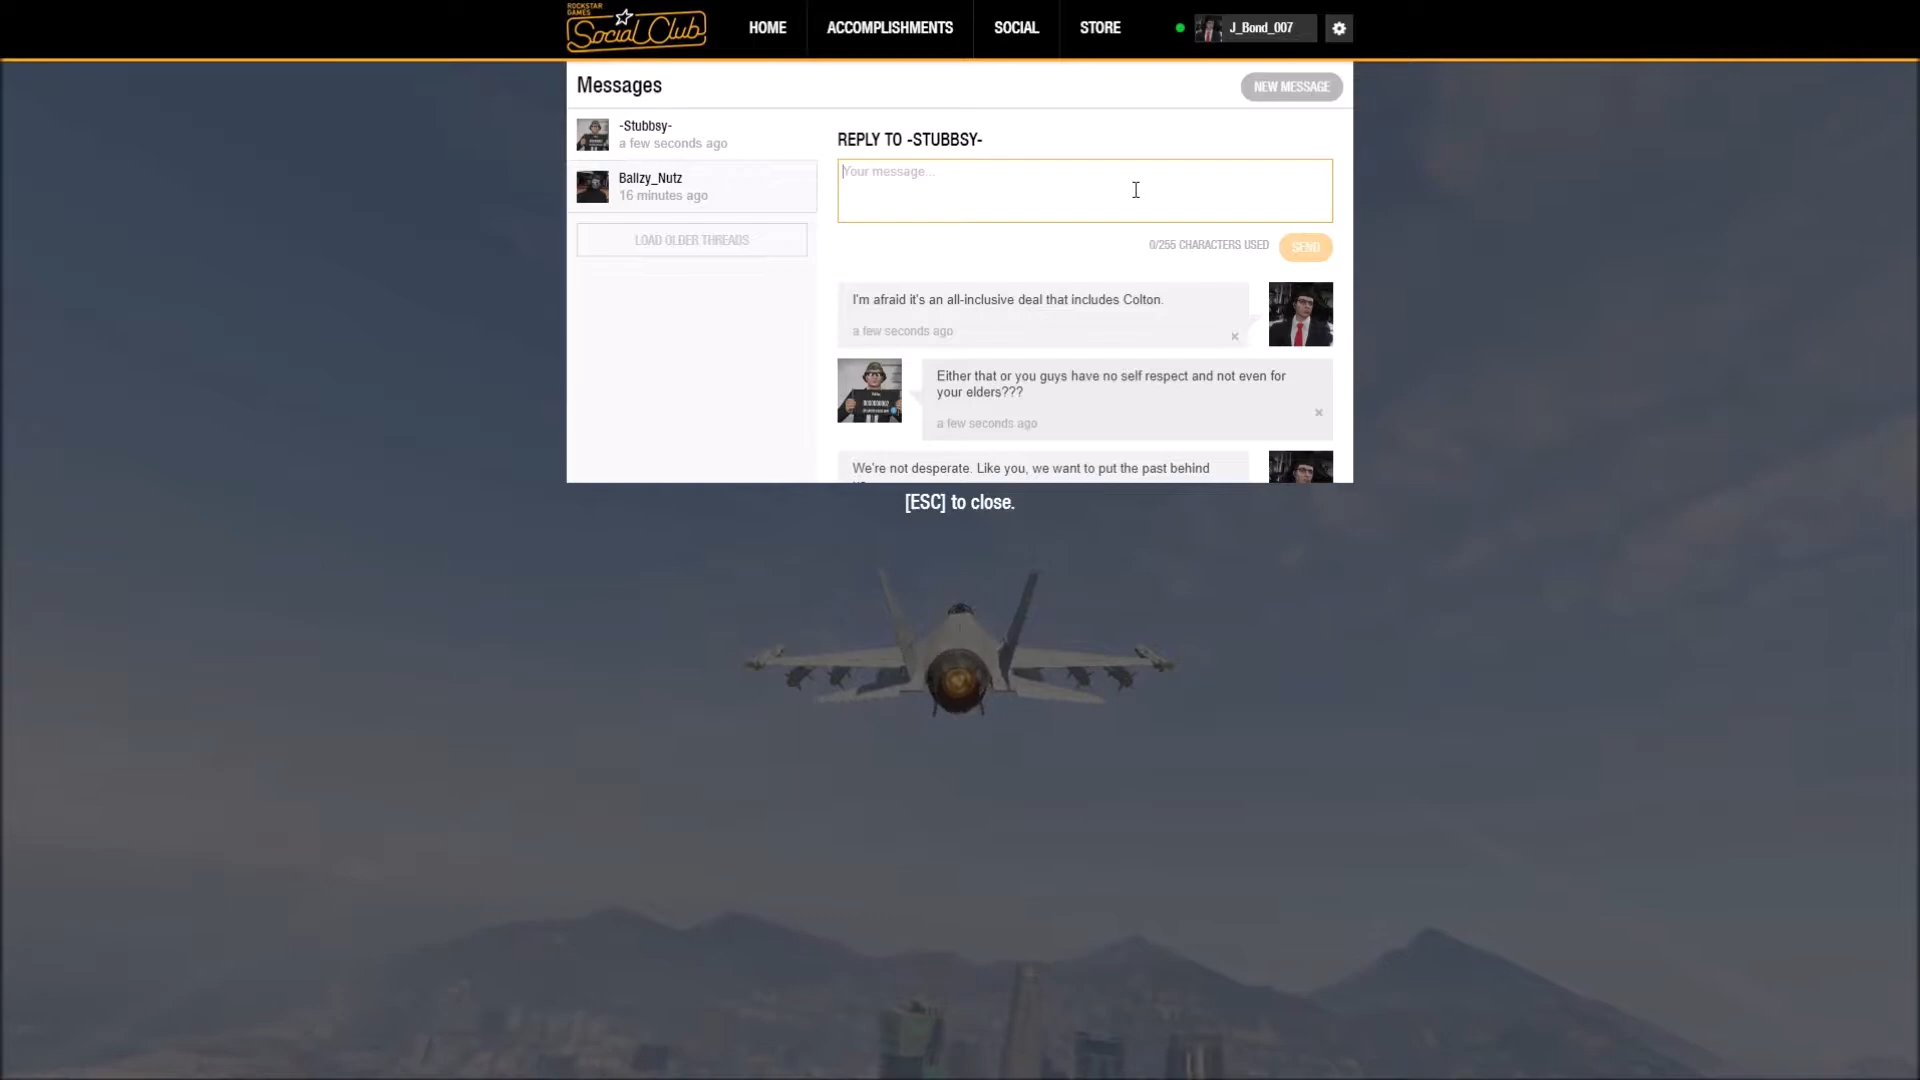 ROCKSTAR
GAMES
Social Club
HOME
ACCOMPLISHMENTS
SOCIAL
STORE
J_Bond_007
Messages
NEW MESSAGE
-Stubbsy-
a few seconds ago
Ballzy_Nutz
16 minutes ago
LOAD OLDER THREADS
REPLY TO -STUBBSY-
Your message...
0/255 CHARACTERS USED
SEND
I'm afraid it's an all-inclusive deal that includes Colton.
a few seconds ago
Either that or you guys have no self respect and not even for
your elders???
a few seconds ago
We're not desperate. Like you, we want to put the past behind
[ESC] to close.